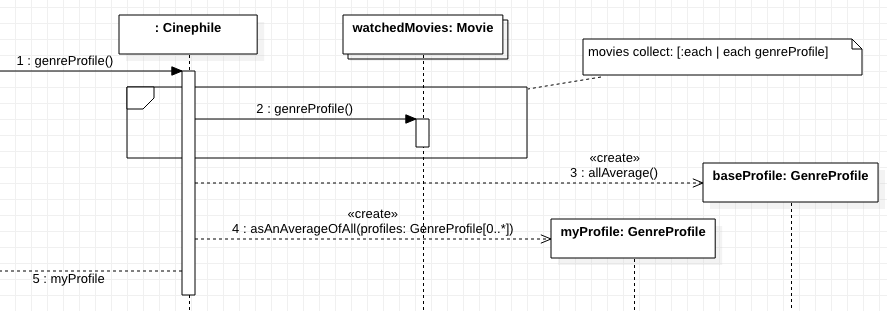 : Cinephile
watchedMovies: Movie
movies collect: [:each | each genreProfile]
1 : genreProfile()
2 : genreProfile()
«create»
3 : allAverage()
baseProfile: GenreProfile
«create»
4 : asAnAverageOfAll(profiles: GenreProfile[0..*])
myProfile: GenreProfile
5 : myProfile